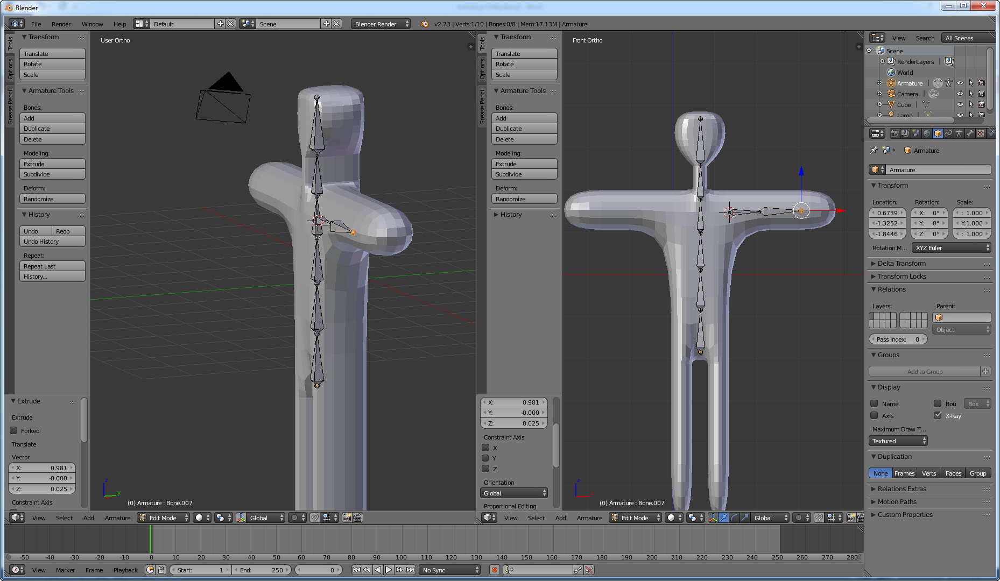 Blender
File Render Window Help Default Scene Blender Render v2.73 | Verts:1/10 | Bones:0/8 | Mem:17.13M | Armature
Tools
Options
Grease Pencil
Transform
Translate
Rotate
Scale
Armature Tools
Bones:
Add
Duplicate
Delete
Modeling:
Extrude
Subdivide
Deform:
Randomize
History
Undo Redo
Undo History
Repeat:
Repeat Last
History...
Extrude
Extrude
Forked
Translate
Vector
X: 0.981
Y: -0.000
Z: 0.025
Constraint Axis
User Ortho
z
y
(0) Armature : Bone.007
View Select Add Armature Edit Mode Global
Tools
Options
Grease Pencil
Transform
Translate
Rotate
Scale
Armature Tools
Bones:
Add
Duplicate
Delete
Modeling:
Extrude
Subdivide
Deform:
Randomize
History
X: 0.981
Y: -0.000
Z: 0.025
Constraint Axis
X
Y
Z
Orientation
Global
Proportional Editing
Front Ortho
z
x
(0) Armature : Bone.007
View Select Add Armature Edit Mode Global
View Search All Scenes
Scene
RenderLayers
World
Armature
Camera
Cube
Lamp
Armature
Armature
Transform
Location: Rotation: Scale:
0.6739 X: 0° : 1.000
-1.3252 Y: 0° Y:1.000
-1.8446 Z: 0° : 1.000
Rotation M... XYZ Euler
Delta Transform
Transform Locks
Relations
Layers: Parent:
Object
Pass Index: 0
Groups
Add to Group
Display
Name Bou Box
Axis X-Ray
Maximum Draw T...
Textured
Duplication
None Frames Verts Faces Group
Relations Extras
Motion Paths
Custom Properties
-50 -40 -30 -20 -10 0 10 20 30 40 50 60 70 80 90 100 110 120 130 140 150 160 170 180 190 200 210 220 230 240 250 260 270 280
View Marker Frame Playback Start: 1 End: 250 0 No Sync